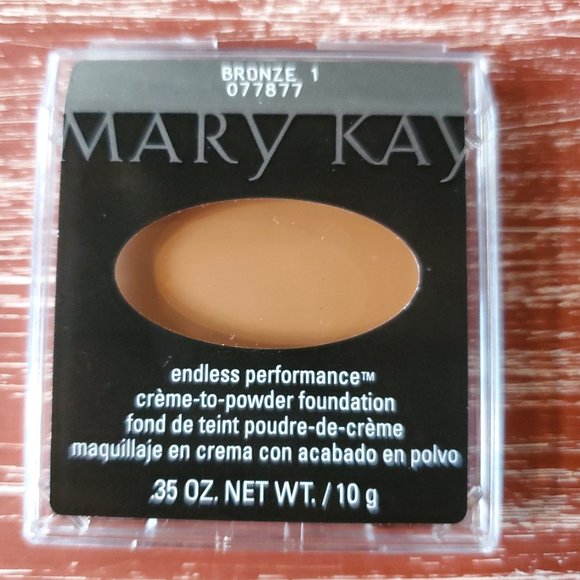 BRONZE 1
077877
MARY KAY
endless performance™
crème-to-powder foundation
fond de teint poudre-de-crème
maquillaje en crema con acabado en polvo
.35 OZ. NET WT. / 10 g